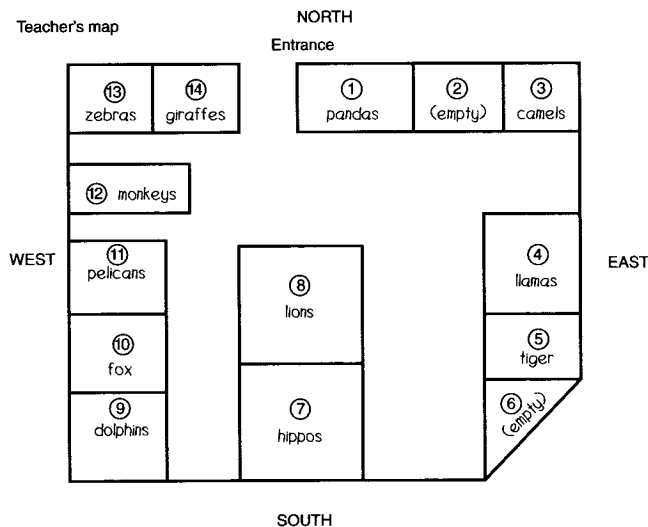 NORTH
Teacher's map
Entrance
13 14 1 2 3
zebras giraffes pandas (empty) camels
12 monkeys
WEST
11
pelicans
8
lions
4
llamas
EAST
10
fox
5
tiger
9
dolphins
7
hippos
6
(empty)
SOUTH